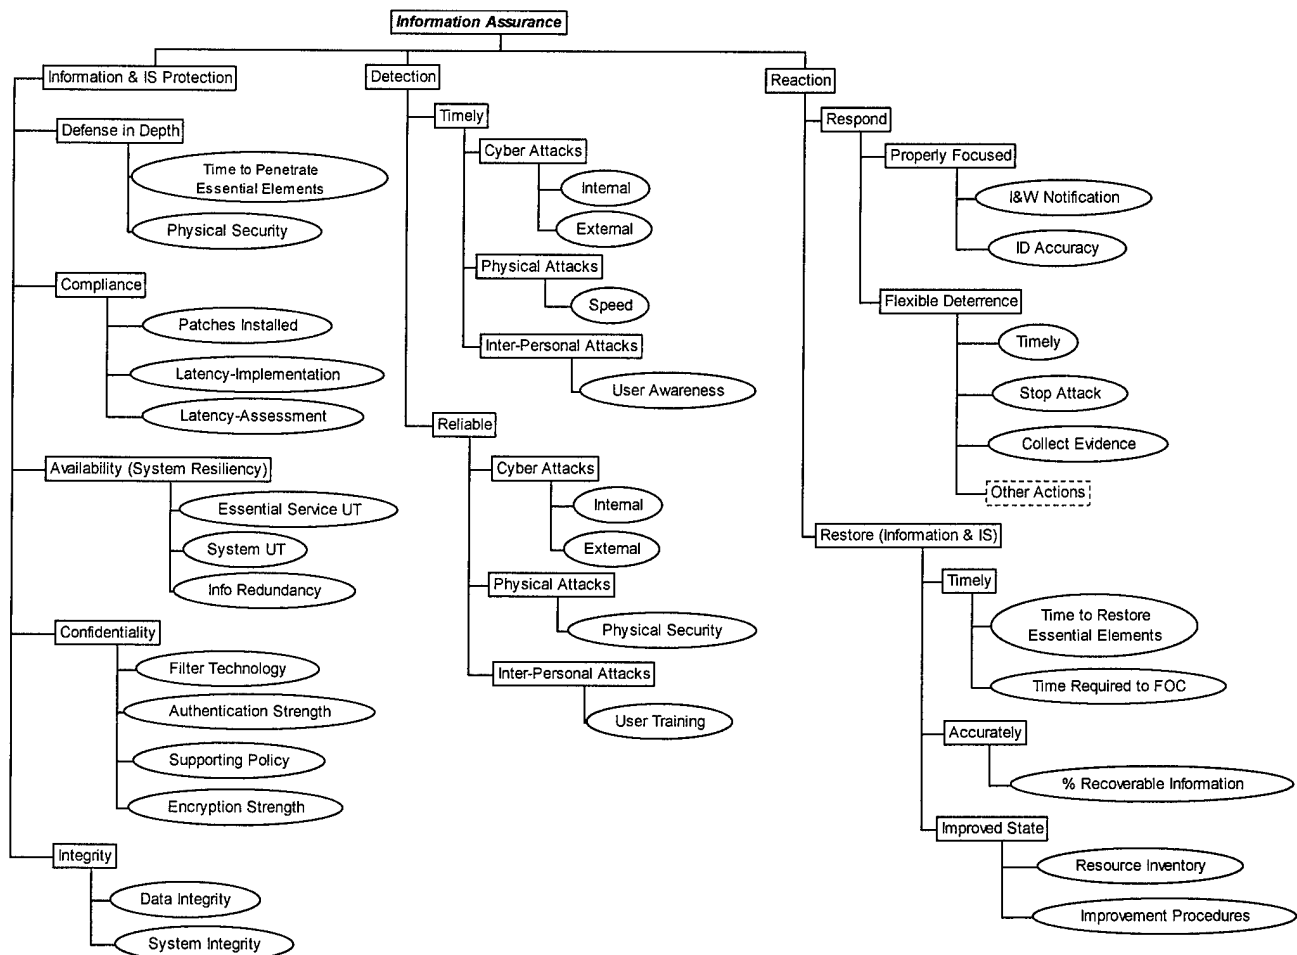 Information Assurance
Information & IS Protection
Defense in Depth
Time to Penetrate
Essential Elements
Physical Security
Compliance
Patches Installed
Latency-Implementation
Latency-Assessment
Availability (System Resiliency)
Essential Service UT
System UT
Info Redundancy
Confidentiality
Filter Technology
Authentication Strength
Supporting Policy
Encryption Strength
Integrity
Data Integrity
System Integrity
Detection
Timely
Cyber Attacks
Internal
External
Physical Attacks
Speed
Inter-Personal Attacks
User Awareness
Reliable
Cyber Attacks
Internal
External
Physical Attacks
Physical Security
Inter-Personal Attacks
User Training
Reaction
Respond
Properly Focused
I&W Notification
ID Accuracy
Flexible Deterrence
Timely
Stop Attack
Collect Evidence
Other Actions
Restore (Information & IS)
Timely
Time to Restore
Essential Elements
Time Required to FOC
Accurately
% Recoverable Information
Improved State
Resource Inventory
Improvement Procedures